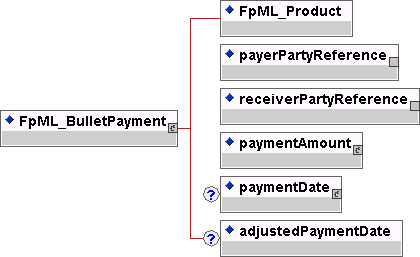 FpML_Product
payerPartyReference
receiverPartyReference
FpML_BulletPayment
paymentAmount
? paymentDate
? adjustedPaymentDate